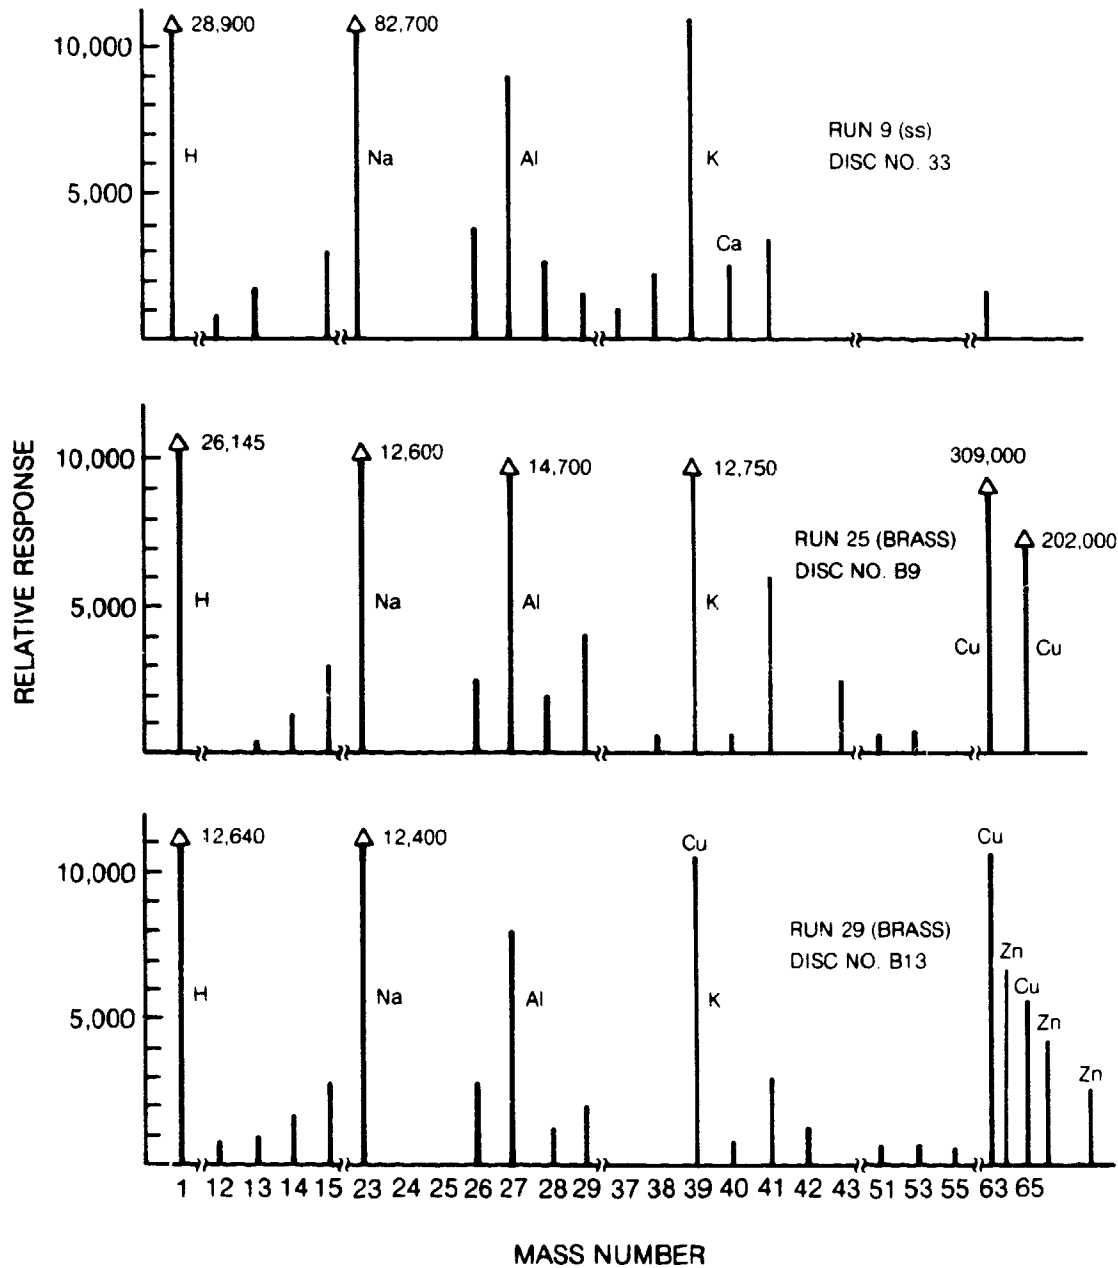 28,900
82,700
10,000
H
Na
Al
K
RUN 9 (ss)
DISC NO. 33
5,000
Ca
RELATIVE RESPONSE
26,145
12,600
14,700
12,750
309,000
10,000
202,000
RUN 25 (BRASS)
DISC NO. B9
H
Na
Al
K
5,000
Cu
Cu
12,640
12,400
Cu
Cu
10,000
RUN 29 (BRASS)
DISC NO. B13
Zn
H
Na
Al
K
Cu
5,000
Zn
Zn
1 12 13 14 15 23 24 25 26 27 28 29 37 38 39 40 41 42 43 51 53 55 63 65
MASS NUMBER